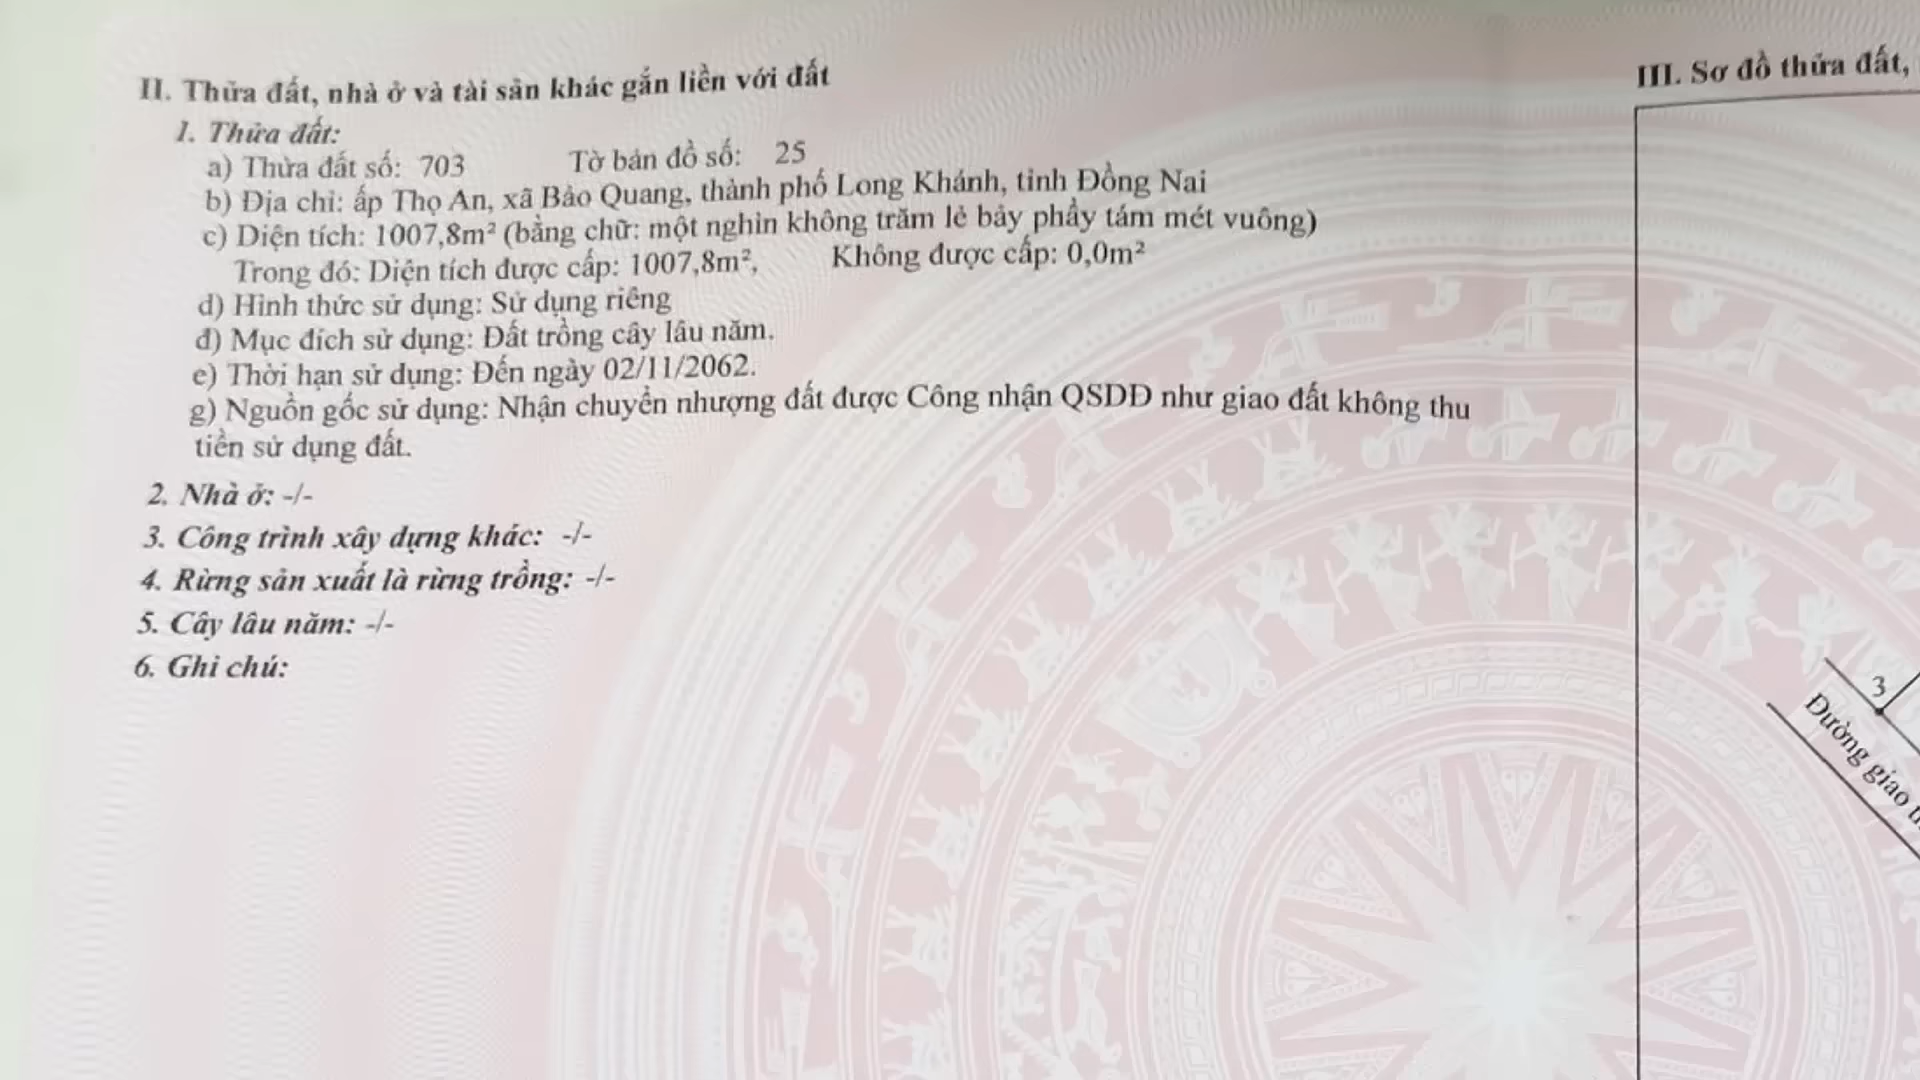 II. Thửa đất, nhà ở và tài sản khác gắn liền với đất
1. Thửa đất:
a) Thửa đất số: 703 Tờ bản đồ số: 25
b) Địa chỉ: ấp Thọ An, xã Bảo Quang, thành phố Long Khánh, tỉnh Đồng Nai
c) Diện tích: 1007,8m² (bằng chữ: một nghìn không trăm lẻ bảy phẩy tám mét vuông)
Trong đó: Diện tích được cấp: 1007,8m², Không được cấp: 0,0m²
d) Hình thức sử dụng: Sử dụng riêng
đ) Mục đích sử dụng: Đất trồng cây lâu năm.
e) Thời hạn sử dụng: Đến ngày 02/11/2062.
g) Nguồn gốc sử dụng: Nhận chuyển nhượng đất được Công nhận QSDĐ như giao đất không thu
tiền sử dụng đất.
2. Nhà ở: -/-
3. Công trình xây dựng khác: -/-
4. Rừng sản xuất là rừng trồng: -/-
5. Cây lâu năm: -/-
6. Ghi chú:
III. Sơ đồ thửa đất,
3
Đường giao